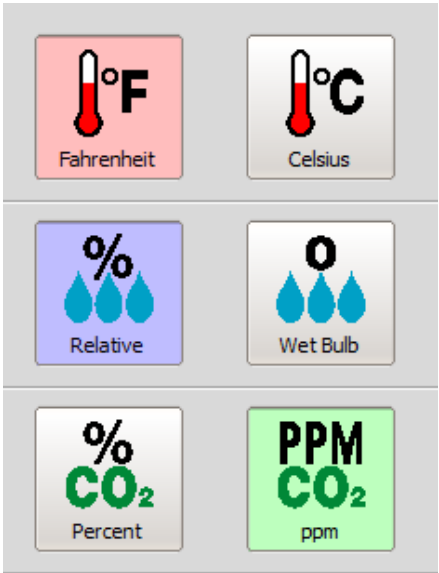 °F
Fahrenheit
°C
Celsius
%
Relative
O
Wet Bulb
%
CO₂
Percent
PPM
CO₂
ppm